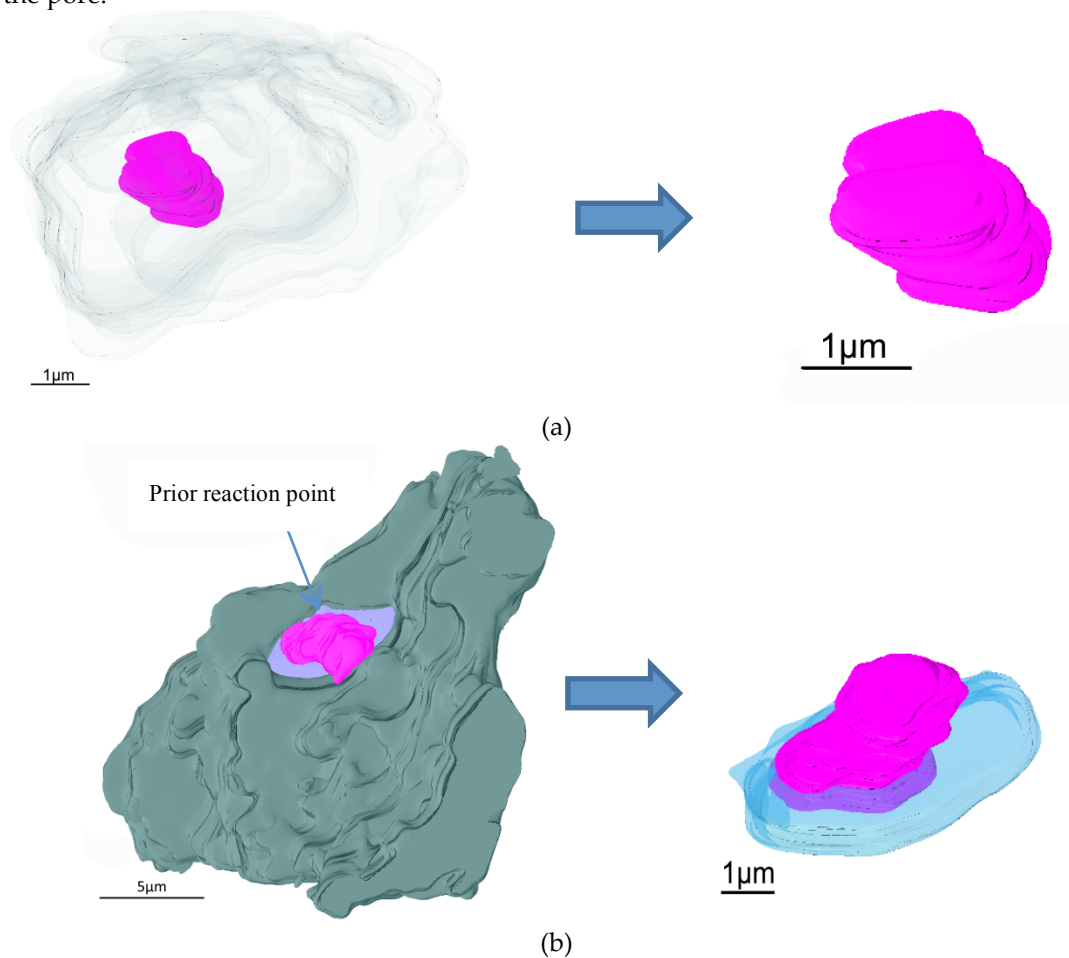 the pore.
1μm
1μm
(a)
Prior reaction point
5μm
1μm
(b)